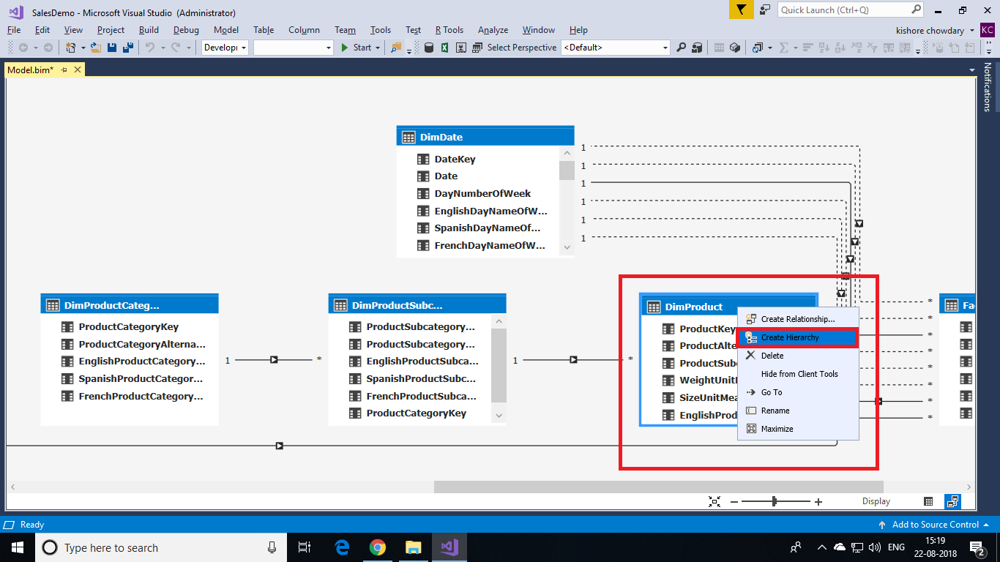 SalesDemo - Microsoft Visual Studio (Administrator)
Quick Launch (Ctrl+Q)
File Edit View Project Build Debug Model Table Column Team Tools Test R Tools Analyze Window Help
kishore chowdary
KC
Developi
Start
Select Perspective
<Default>
Model.bim*
Notifications
DimDate
DateKey
Date
DayNumberOfWeek
EnglishDayNameOfW...
SpanishDayNameOf...
FrenchDayNameOfW...
1
1
1
1
1
1
DimProductCateg...
ProductCategoryKey
ProductCategoryAlterna...
EnglishProductCategory...
SpanishProductCategor...
FrenchProductCategory...
1
*
DimProductSubc...
ProductSubcategory...
ProductSubcategory...
EnglishProductSubca...
SpanishProductSubc...
FrenchProductSubca...
ProductCategoryKey
1
*
DimProduct
ProductKey
ProductAlte
ProductSubc
WeightUnitM
SizeUnitMea
EnglishProd
Create Relationship...
Create Hierarchy
Delete
Hide from Client Tools
Go To
Rename
Maximize
*
*
*
*
*
*
*
*
Fa
Display
Ready
Add to Source Control
Type here to search
ENG
15:19
22-08-2018
2